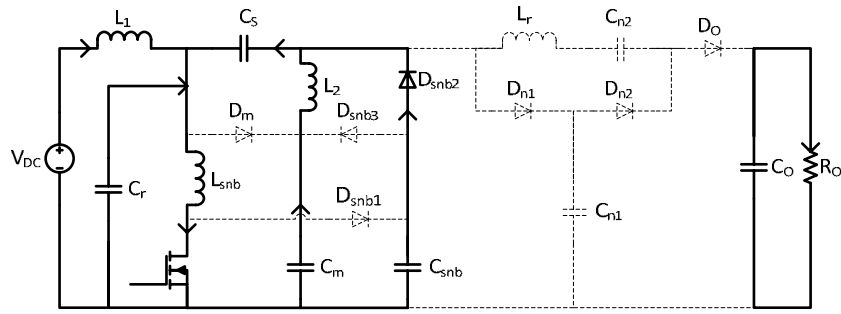 L1
CS
Lr
Cn2
DO
L2
Dsnb2
Dn1
Dn2
Dm
Dsnb3
VDC
Cr
Lsnb
CO
RO
Dsnb1
Cn1
Cm
Csnb